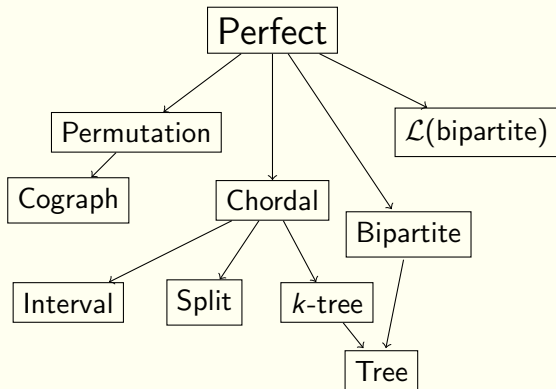 Perfect
Permutation
ℒ(bipartite)
Cograph
Chordal
Bipartite
Interval
Split
k-tree
Tree